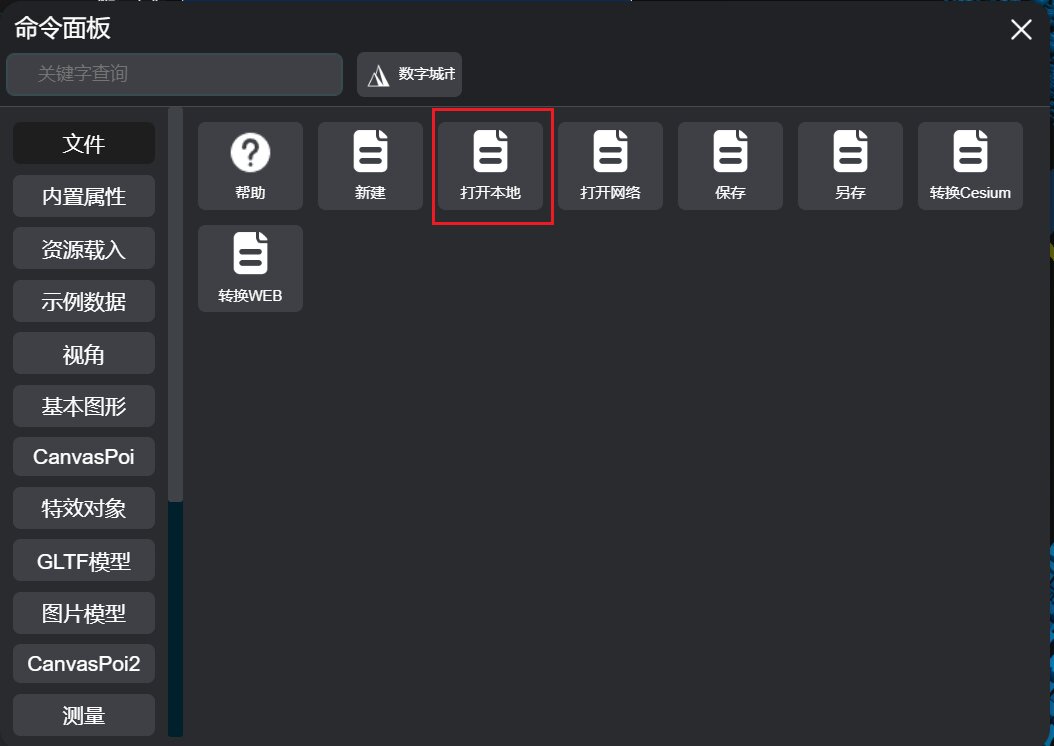 命令面板
关键字查询
数字城市
文件
内置属性
资源载入
示例数据
视角
基本图形
CanvasPoi
特效对象
GLTF模型
图片模型
CanvasPoi2
测量
帮助
新建
打开本地
打开网络
保存
另存
转换Cesium
转换WEB